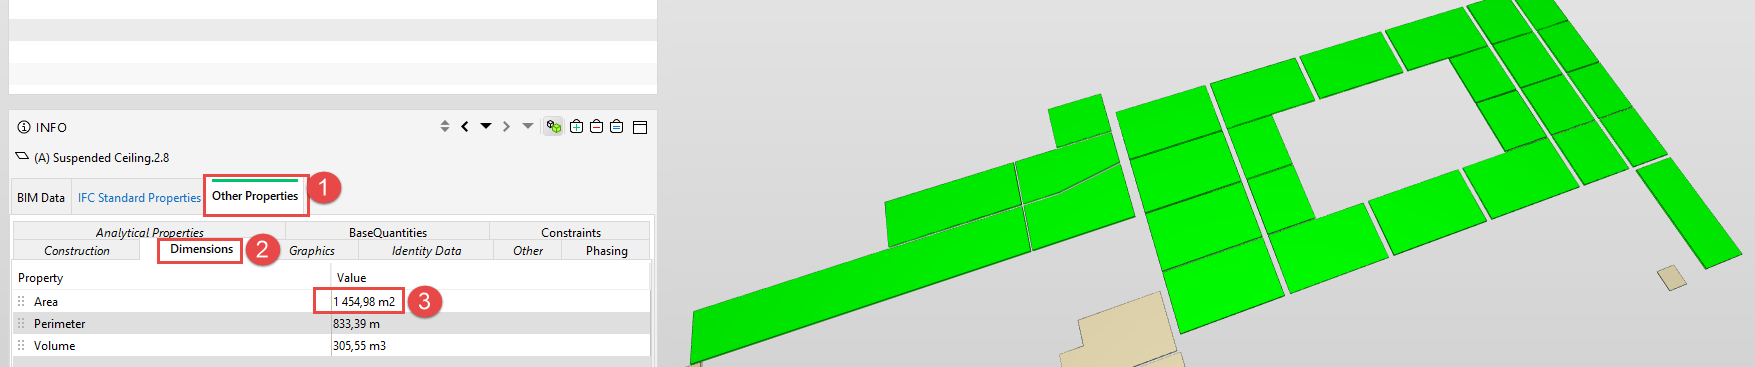 INFO
(A) Suspended Ceiling.2.8
BIM Data IFC Standard Properties Other Properties 1
Analytical Properties BaseQuantities Constraints
Construction Dimensions 2 Graphics Identity Data Other Phasing
Property Value
Area 1 454,98 m2 3
Perimeter 833,39 m
Volume 305,55 m3